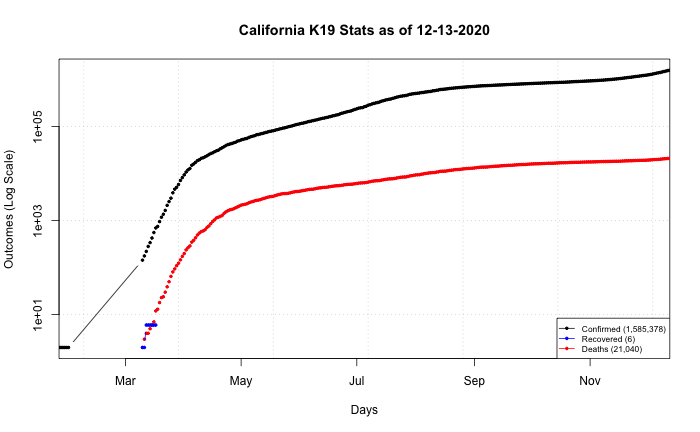 California K19 Stats as of 12-13-2020
Outcomes (Log Scale)
1e+05
1e+03
1e+01
Confirmed (1,585,378)
Recovered (6)
Deaths (21,040)
Mar May Jul Sep Nov
Days